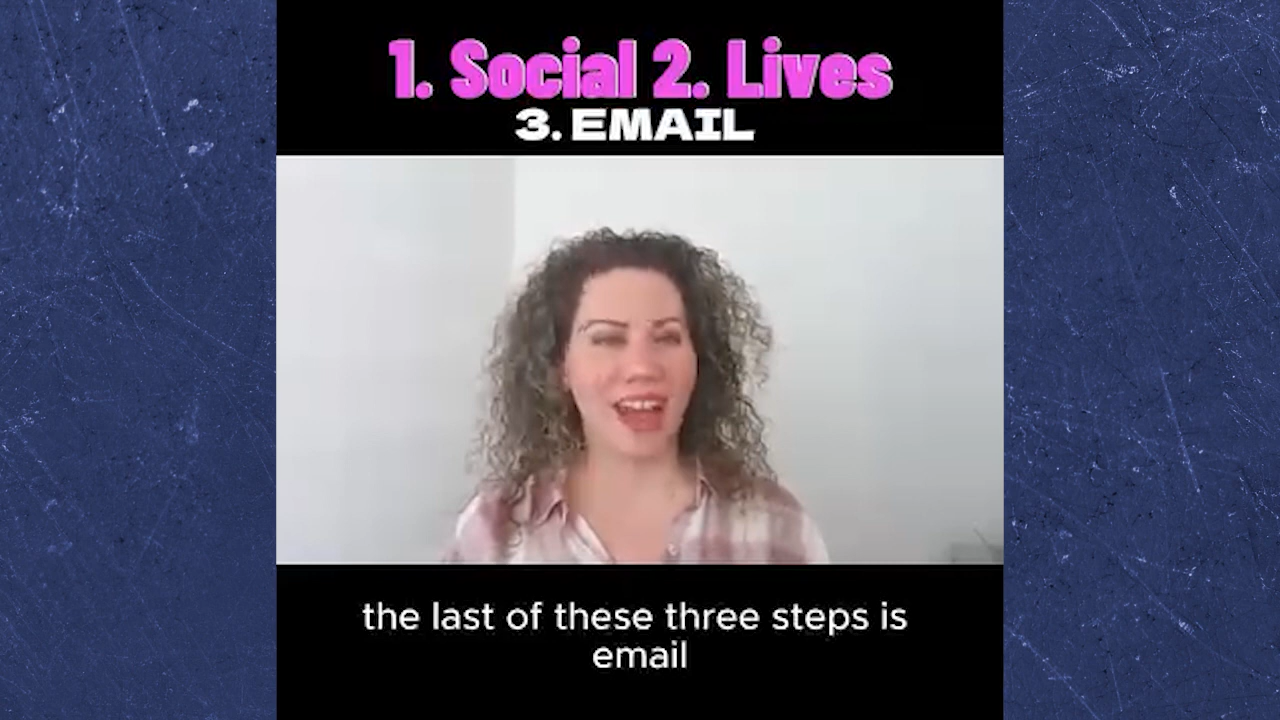 1. Social 2. Lives
3. EMAIL
the last of these three steps is
email